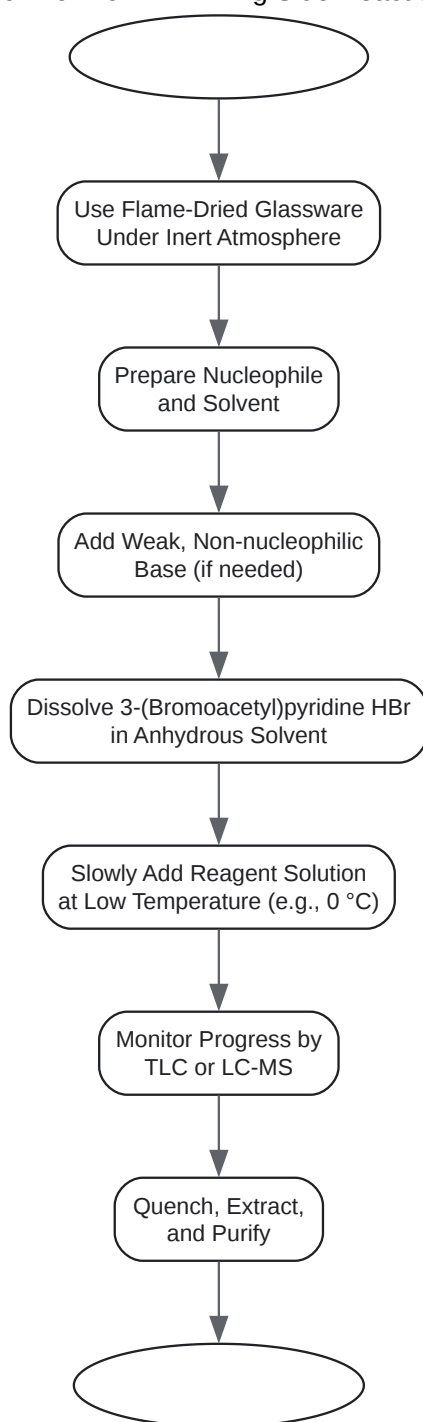 Use Flame-Dried Glassware
Under Inert Atmosphere
Prepare Nucleophile
and Solvent
Add Weak, Non-nucleophilic
Base (if needed)
Dissolve 3-(Bromoacetyl)pyridine HBr
in Anhydrous Solvent
Slowly Add Reagent Solution
at Low Temperature (e.g., 0 °C)
Monitor Progress by
TLC or LC-MS
Quench, Extract,
and Purify